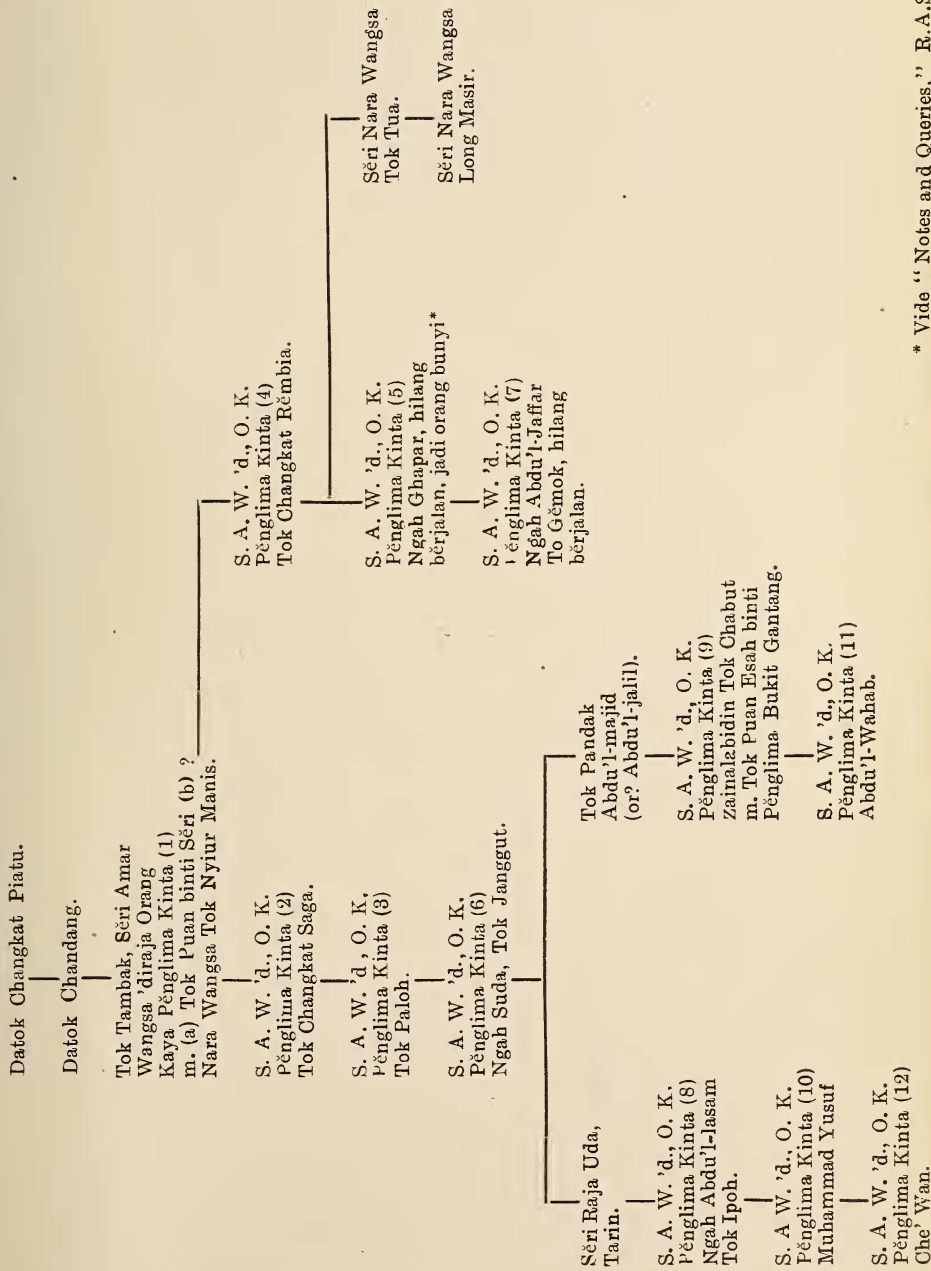 Datok Changkat Piatu.
Datok Chandang.
Tok Tambak, Sĕri Amar
Wangsa 'diraja Orang
Kaya Pĕnglima Kinta (1)
m. (a) Tok Puan binti Sĕri (b) ?
Nara Wangsa Tok Nyiur Manis.
S. A. W. 'd., O. K.
Pĕnglima Kinta (2)
Tok Changkat Saga.
S. A. W. 'd , O. K.
Pĕnglima Kinta (3)
Tok Paloh.
S. A. W. 'd., O. K.
Pĕnglima Kinta (6)
Ngah Suda, Tok Janggut.
Sĕri Raja Uda,
Tarin.
S. A. W. 'd., O. K.
Pĕnglima Kinta (8)
Ngah Abdu'l-lasam
Tok Ipoh.
S. A W. 'd., O. K.
Pĕnglima Kinta (10)
Muhammad Yusuf
S. A. W. 'd., O. K.
Pĕnglima Kinta (12)
Che' Wan.
Tok Pandak
Abdu'l-majid
(or? Abdu'l-jalil).
S. A. W. 'd., O. K.
Pĕnglima Kinta (9)
Zainalabidin Tok Chabut
m. Tok Puan Esah binti
Pĕnglima Bukit Gantang.
S. A. W. 'd., O. K.
Pĕnglima Kinta (11)
Abdu'l-Wahab.
S. A. W. 'd., O. K.
Pĕnglima Kinta (4)
Tok Changkat Rĕmbia.
S. A. W. 'd., O. K.
Pĕnglima Kinta (5)
Ngah Ghapar, hilang
bĕrjalan, jadi orang bunyi*
S. A. W. 'd., O. K.
Pĕnglima Kinta (7)
Ngah Abdu'l-Jaffar
To Gĕmok, hilang
bĕrjalan.
Sĕri Nara Wangsa
Tok Tua.
Sĕri Nara Wangsa
Long Masir.
* Vide "Notes and Queries," R.A.S